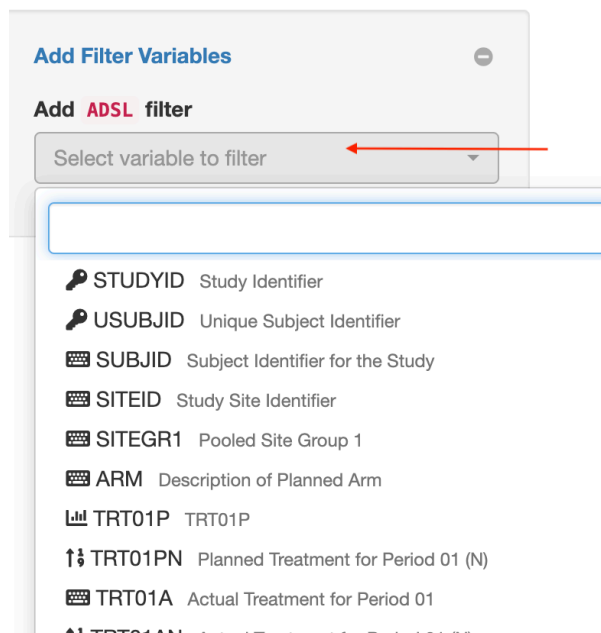 Add Filter Variables
Add ADSL filter
Select variable to filter
STUDYID Study Identifier
USUBJID Unique Subject Identifier
SUBJID Subject Identifier for the Study
SITEID Study Site Identifier
SITEGR1 Pooled Site Group 1
ARM Description of Planned Arm
TRT01P TRT01P
TRT01PN Planned Treatment for Period 01 (N)
TRT01A Actual Treatment for Period 01